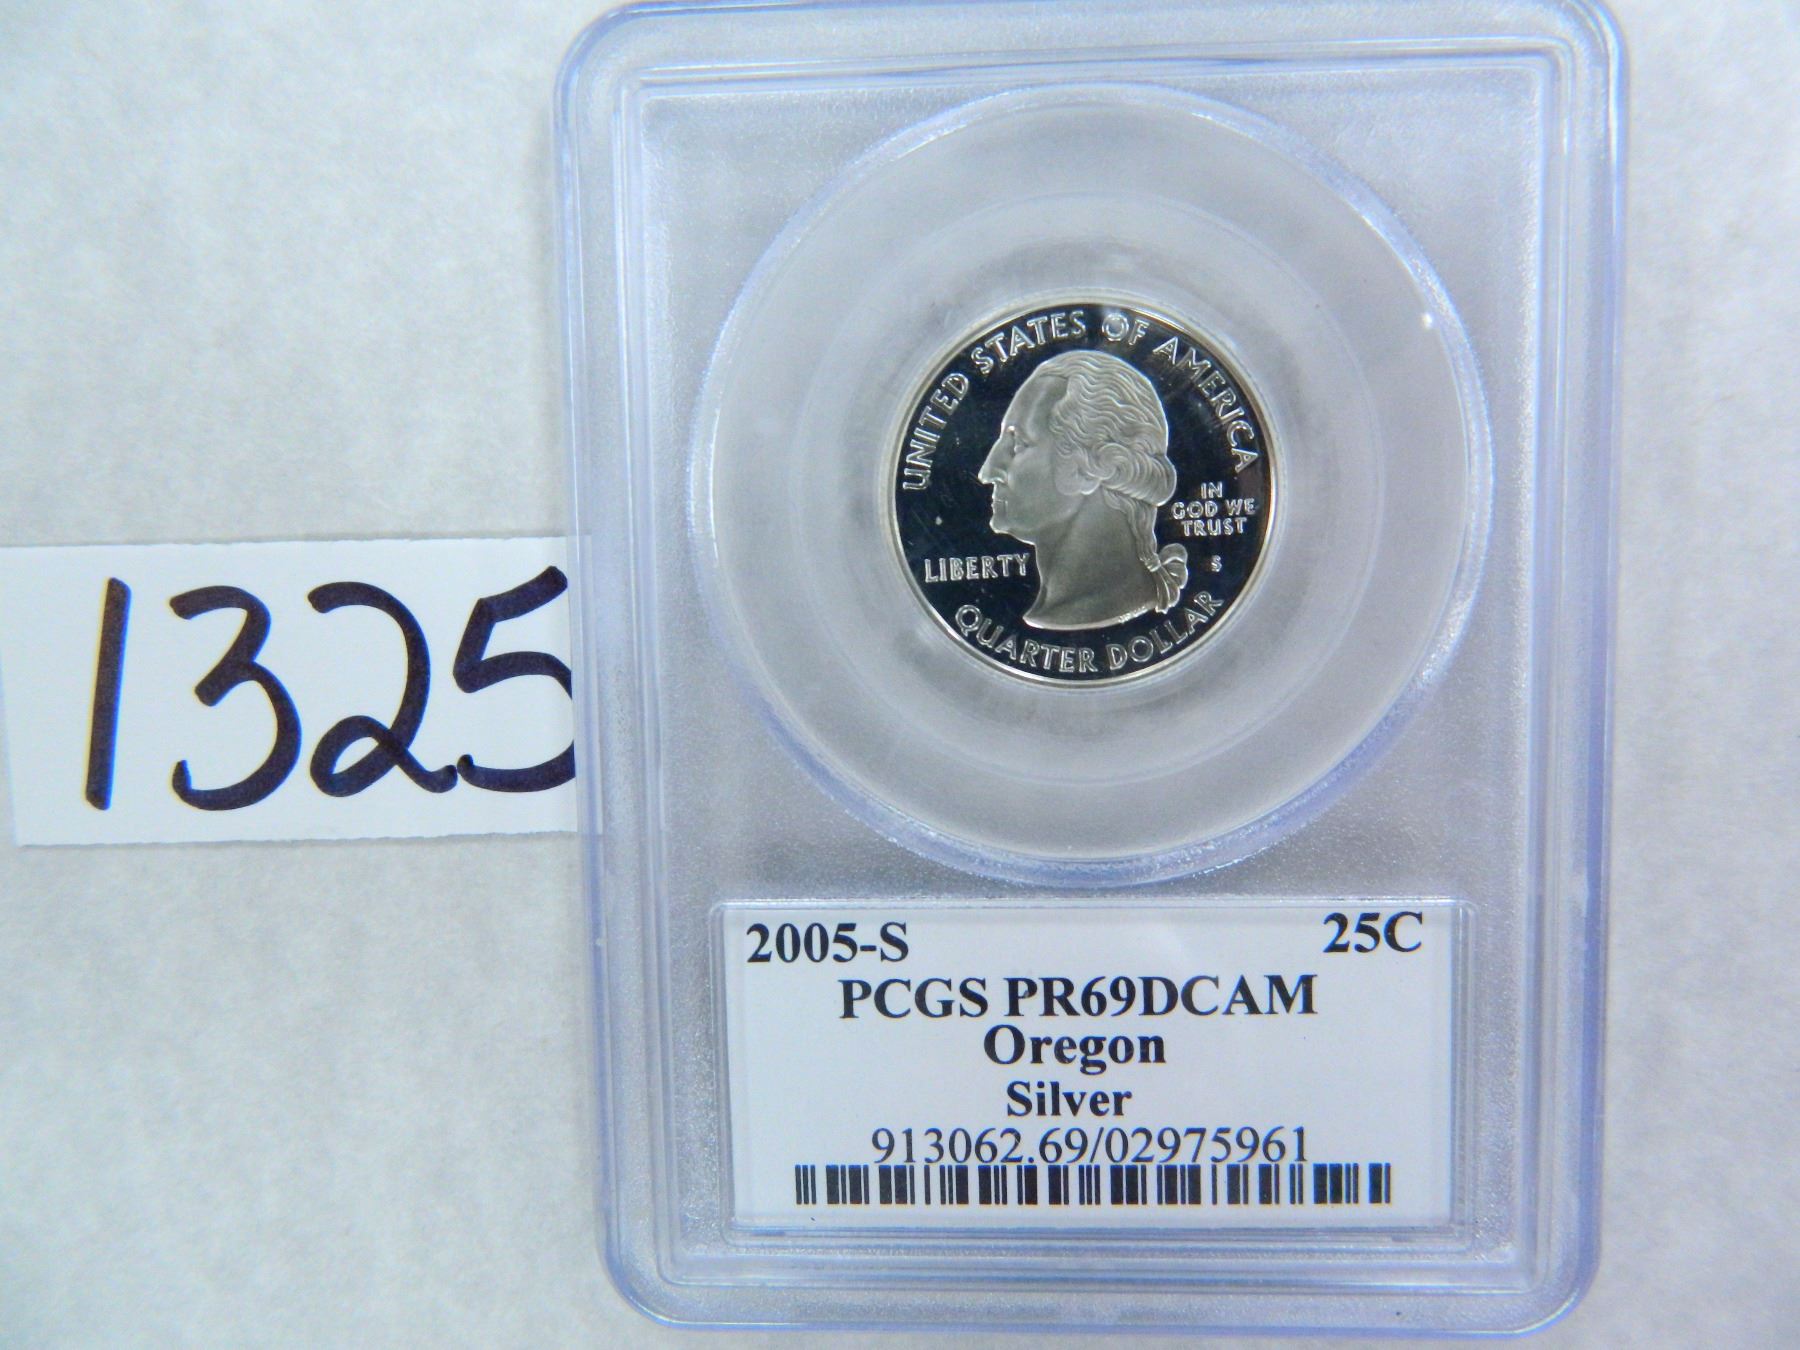 1325
UNITED STATES OF AMERICA
IN
GOD WE
TRUST
LIBERTY
S
QUARTER DOLLAR
2005-S 25C
PCGS PR69DCAM
Oregon
Silver
913062.69/02975961